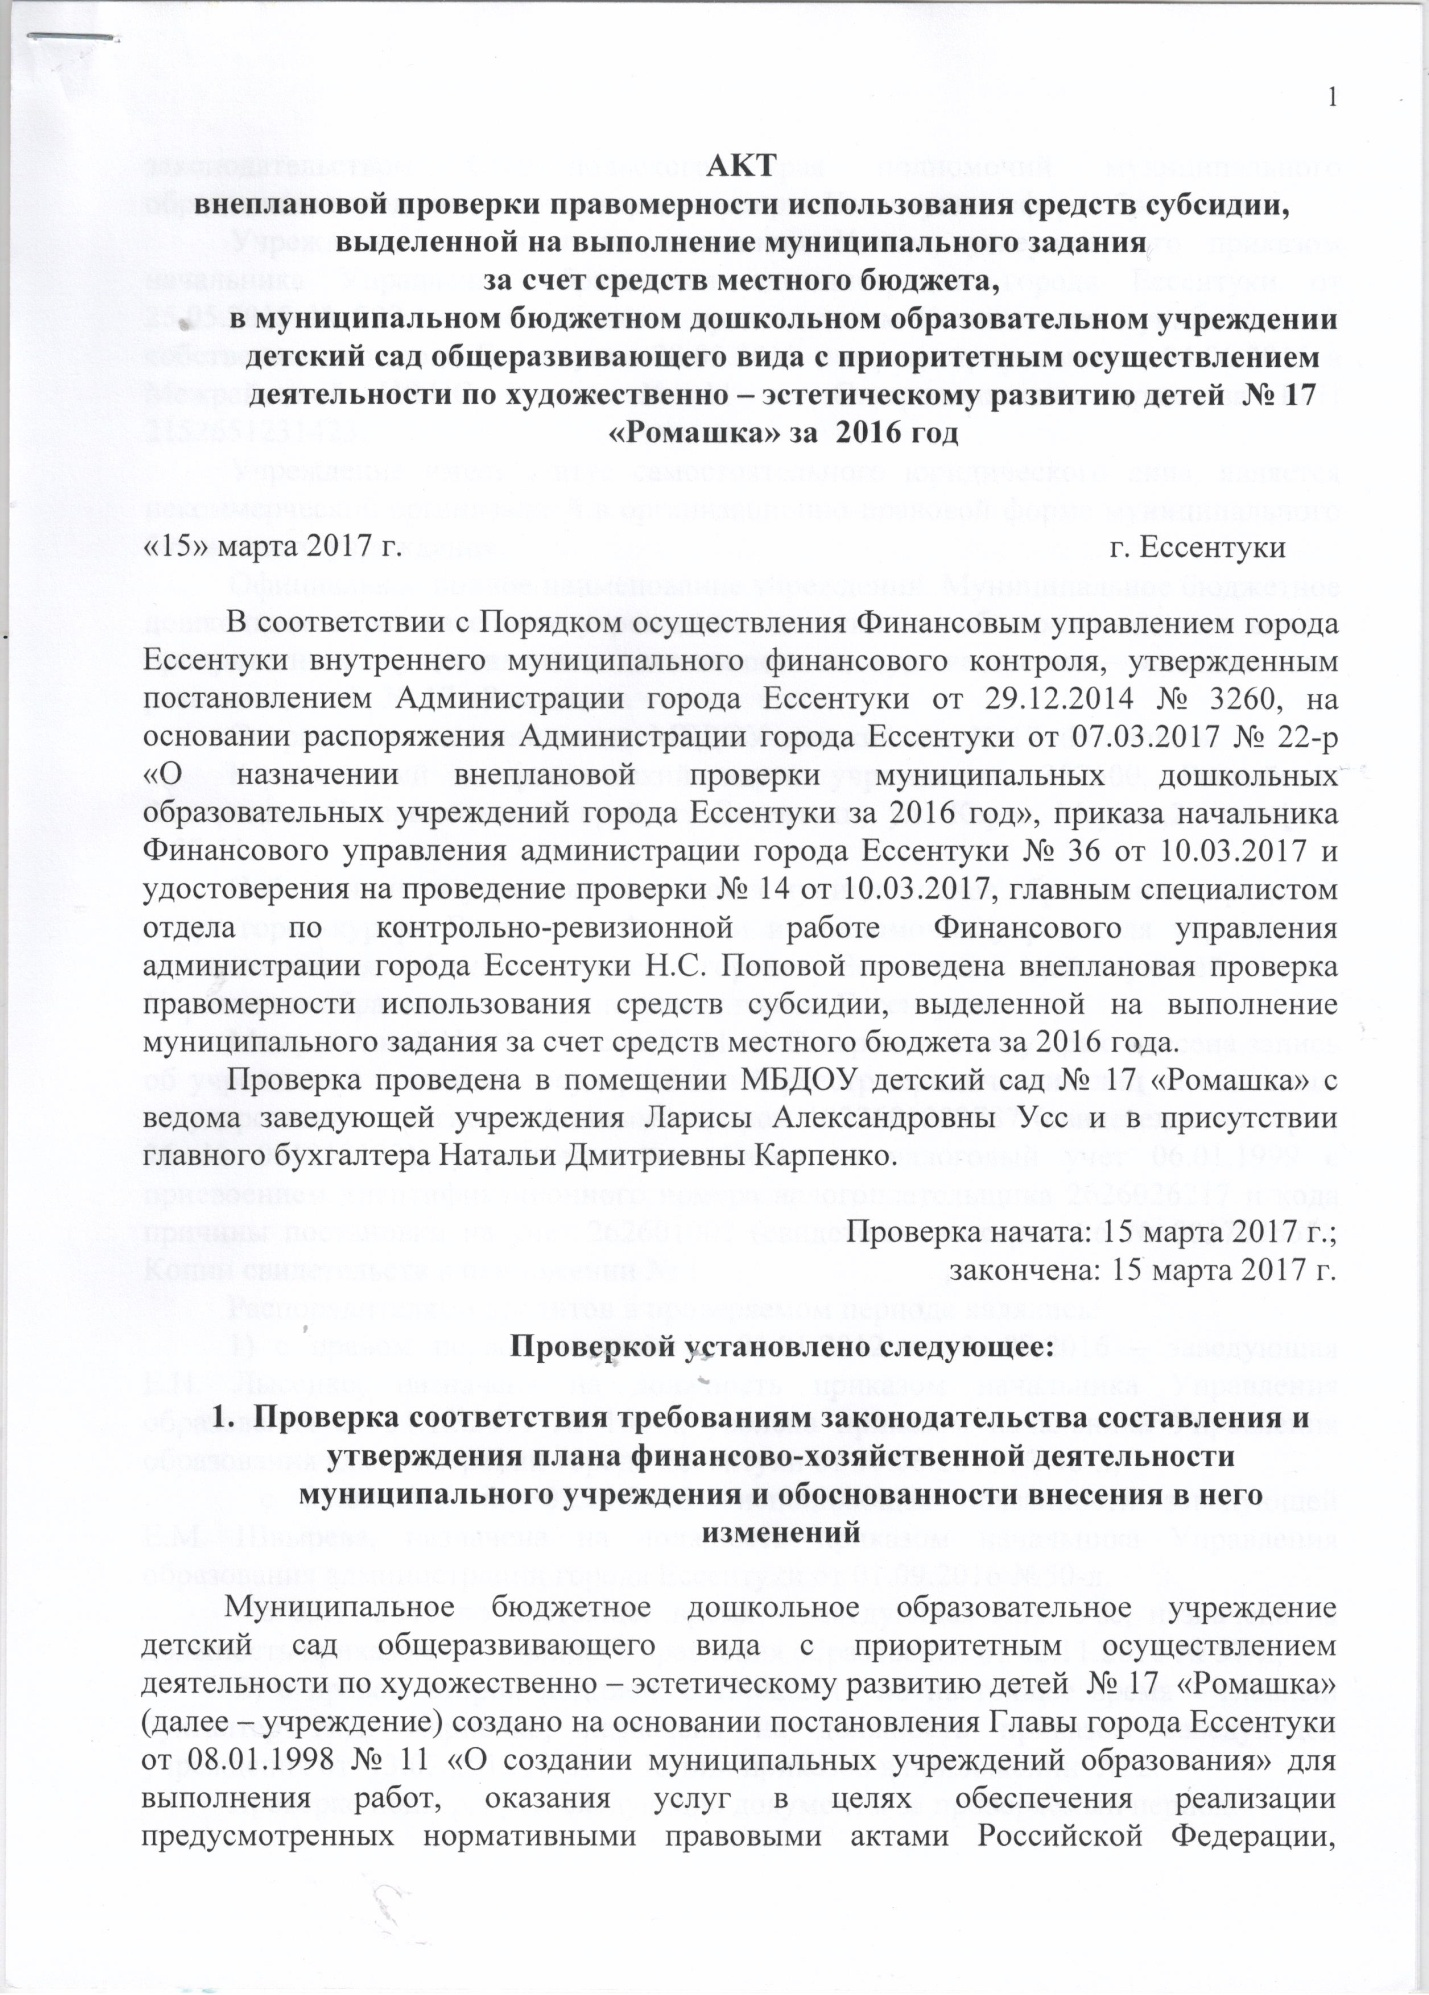 1
АКТ
внеплановой проверки правомерности использования средств субсидии,
выделенной на выполнение муниципального задания
за счет средств местного бюджета,
в муниципальном бюджетном дошкольном образовательном учреждении
детский сад общеразвивающего вида с приоритетным осуществлением
деятельности по художественно – эстетическому развитию детей № 17
«Ромашка» за 2016 год
«15» марта 2017 г. г. Ессентуки
В соответствии с Порядком осуществления Финансовым управлением города
Ессентуки внутреннего муниципального финансового контроля, утвержденным
постановлением Администрации города Ессентуки от 29.12.2014 № 3260, на
основании распоряжения Администрации города Ессентуки от 07.03.2017 № 22-р
«О назначении внеплановой проверки муниципальных дошкольных
образовательных учреждений города Ессентуки за 2016 год», приказа начальника
Финансового управления администрации города Ессентуки № 36 от 10.03.2017 и
удостоверения на проведение проверки № 14 от 10.03.2017, главным специалистом
отдела по контрольно-ревизионной работе Финансового управления
администрации города Ессентуки Н.С. Поповой проведена внеплановая проверка
правомерности использования средств субсидии, выделенной на выполнение
муниципального задания за счет средств местного бюджета за 2016 года.
Проверка проведена в помещении МБДОУ детский сад № 17 «Ромашка» с
ведома заведующей учреждения Ларисы Александровны Усс и в присутствии
главного бухгалтера Натальи Дмитриевны Карпенко.
Проверка начата: 15 марта 2017 г.;
закончена: 15 марта 2017 г.
Проверкой установлено следующее:
1. Проверка соответствия требованиям законодательства составления и
утверждения плана финансово-хозяйственной деятельности
муниципального учреждения и обоснованности внесения в него
изменений
Муниципальное бюджетное дошкольное образовательное учреждение
детский сад общеразвивающего вида с приоритетным осуществлением
деятельности по художественно – эстетическому развитию детей № 17 «Ромашка»
(далее – учреждение) создано на основании постановления Главы города Ессентуки
от 08.01.1998 № 11 «О создании муниципальных учреждений образования» для
выполнения работ, оказания услуг в целях обеспечения реализации
предусмотренных нормативными правовыми актами Российской Федерации,